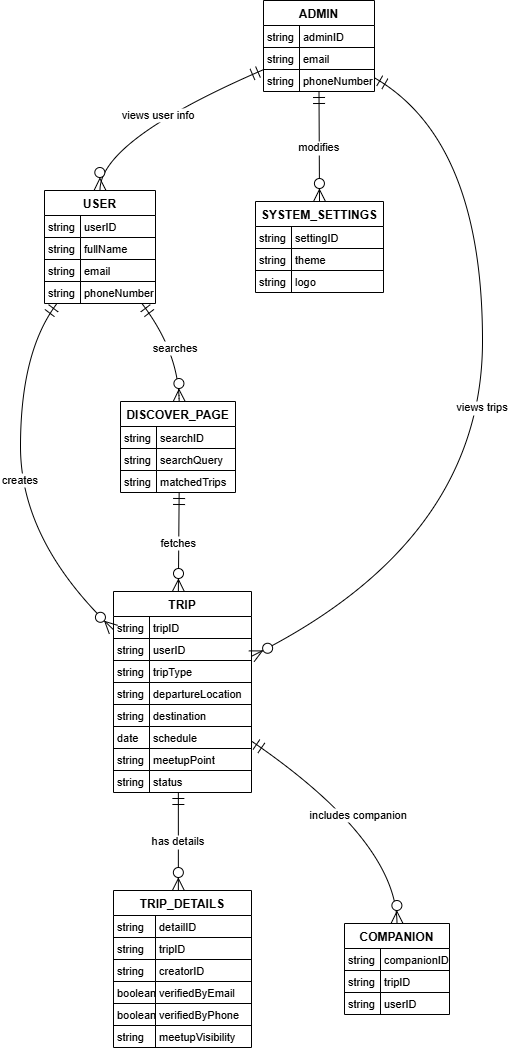 ADMIN
string adminID
string email
string phoneNumber
views user info
modifies
USER
string userID
string fullName
string email
string phoneNumber
SYSTEM_SETTINGS
string settingID
string theme
string logo
searches
views trips
DISCOVER_PAGE
string searchID
string searchQuery
string matchedTrips
creates
fetches
TRIP
string tripID
string userID
string tripType
string departureLocation
string destination
date schedule
string meetupPoint
string status
includes companion
has details
TRIP_DETAILS
string detailID
string tripID
string creatorID
boolean verifiedByEmail
boolean verifiedByPhone
string meetupVisibility
COMPANION
string companionID
string tripID
string userID